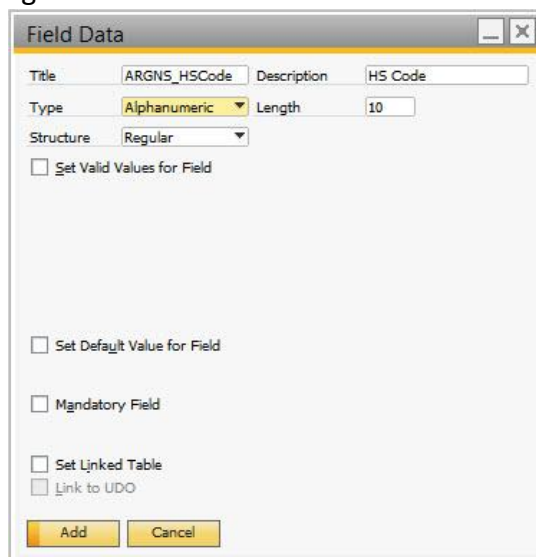 Field Data
Title ARGNS_HSCode Description HS Code
Type Alphanumeric Length 10
Structure Regular
Set Valid Values for Field
Set Default Value for Field
Mandatory Field
Set Linked Table
Link to UDO
Add Cancel